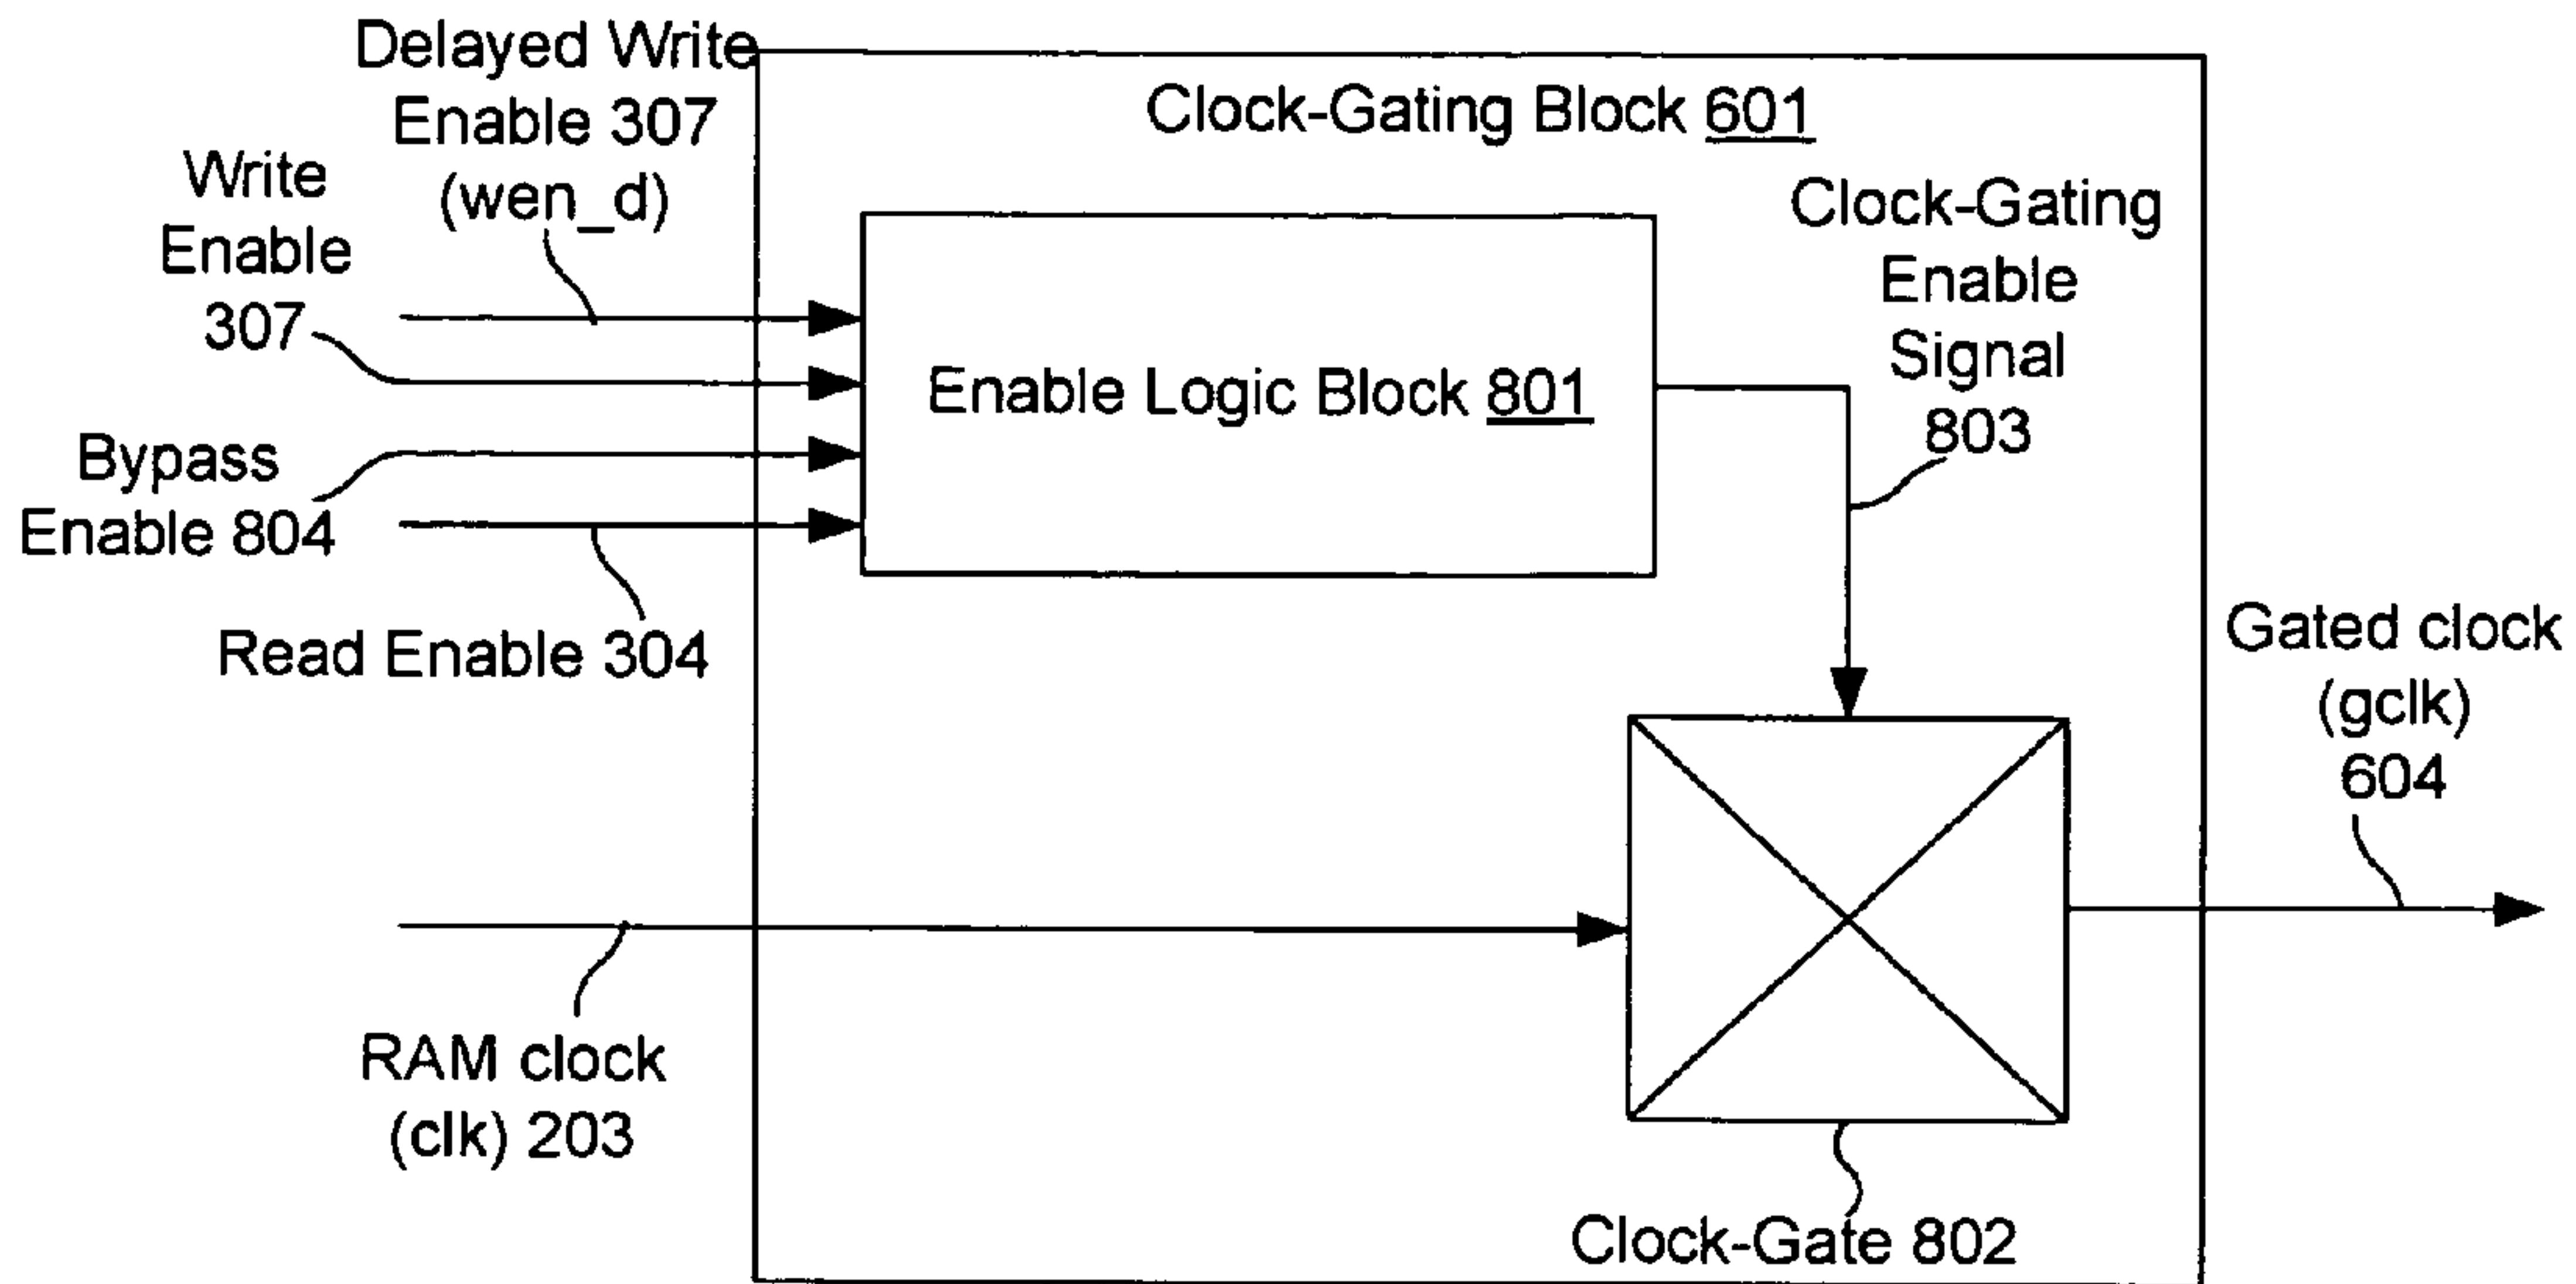 Delayed Write
Enable 307
(wen_d)
Clock-Gating Block 601
Write
Enable
307
Clock-Gating
Enable
Signal
803
Enable Logic Block 801
Bypass
Enable 804
Read Enable 304
Gated clock
(gclk)
604
RAM clock
(clk) 203
Clock-Gate 802